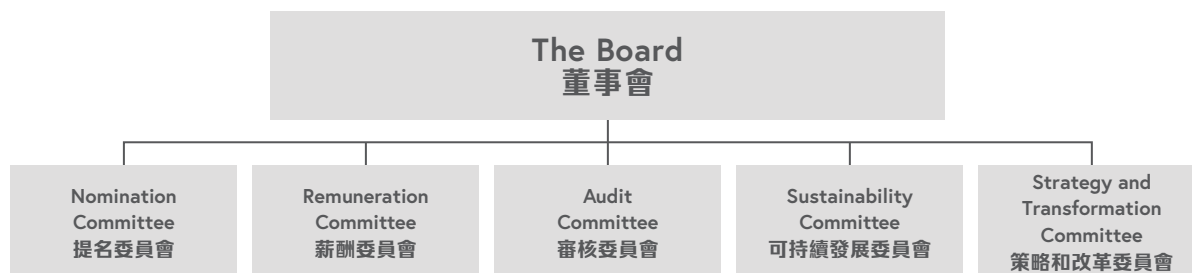 The Board
董事會
Nomination
Committee
提名委員會
Remuneration
Committee
薪酬委員會
Audit
Committee
審核委員會
Sustainability
Committee
可持續發展委員會
Strategy and
Transformation
Committee
策略和改革委員會